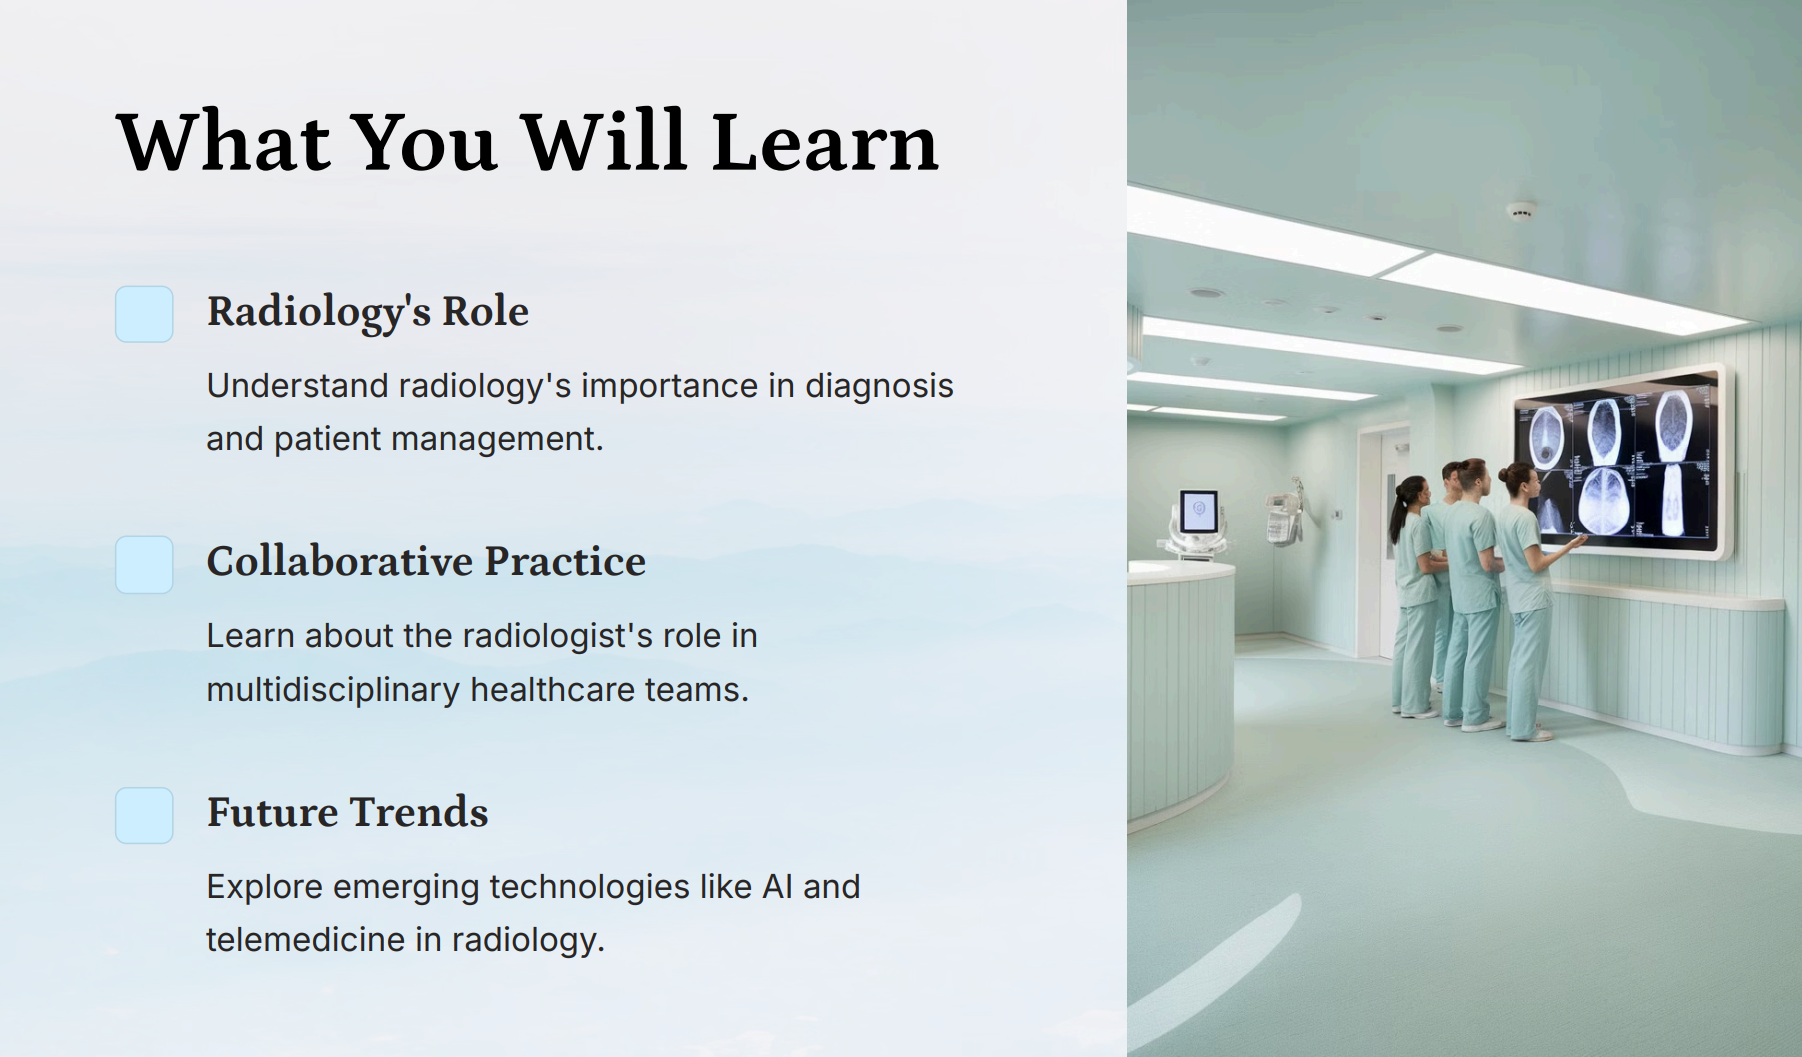 What You Will Learn
Radiology's Role
Understand radiology's importance in diagnosis
and patient management.
Collaborative Practice
Learn about the radiologist's role in
multidisciplinary healthcare teams.
Future Trends
Explore emerging technologies like AI and
telemedicine in radiology.